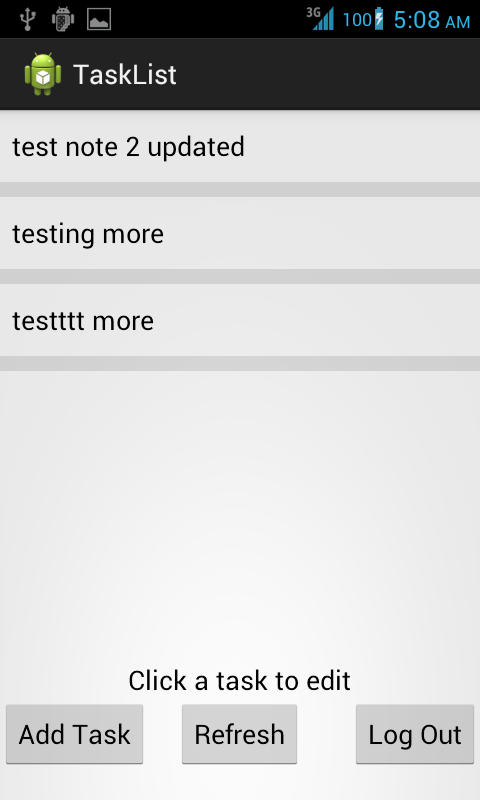 3G 100 5:08 AM
TaskList
test note 2 updated
testing more
testttt more
Click a task to edit
Add Task Refresh Log Out